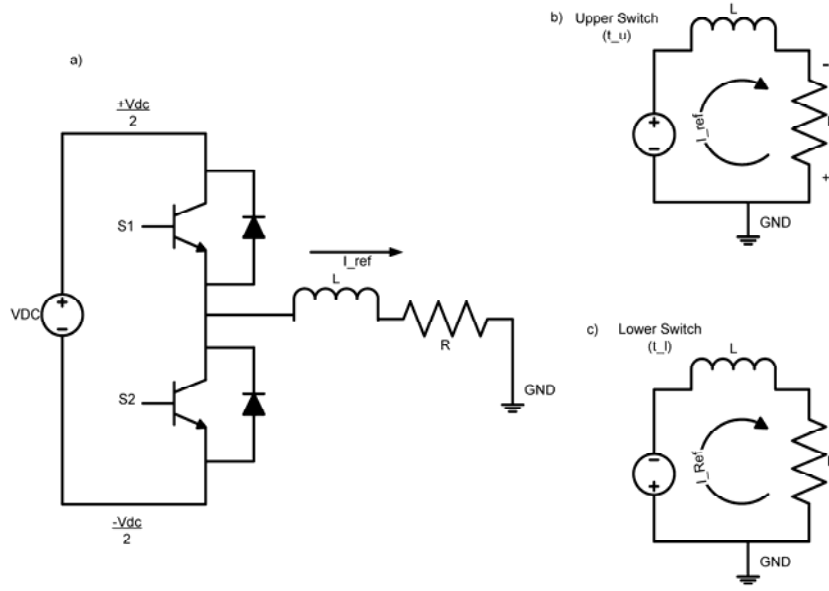 a)
+Vdc
2
S1
I_ref
L
VDC
R
S2
GND
-Vdc
2
b) Upper Switch
(t_u)
L
I_ref
GND
c) Lower Switch
(t_l)
L
I_Ref
GND